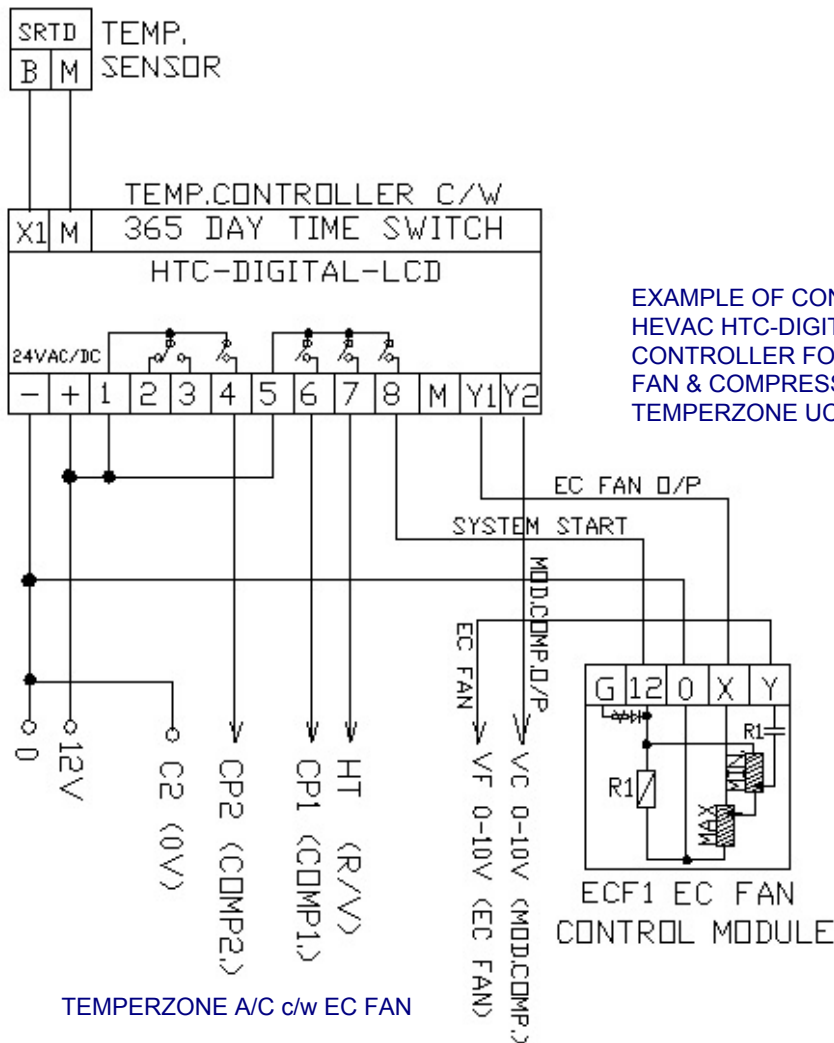 SRTD
TEMP.
SENSOR
B M
TEMP.CONTROLLER C/W
X1 M 365 DAY TIME SWITCH
HTC-DIGITAL-LCD
EXAMPLE OF CON
HEVAC HTC-DIGIT
CONTROLLER FO
FAN & COMPRESS
TEMPERZONE UC
24VAC/DC
- + 1 2 3 4 5 6 7 8 M Y1 Y2
EC FAN O/P
SYSTEM START
MOD.COMP.O/P
EC FAN
G 12 0 X Y
R1
R1
MIN
MAX
ECF1 EC FAN
CONTROL MODULE
0
12V
C2 (0V)
CP2 (COMP2.)
CP1 (COMP1.)
HT (R/V)
VF 0-10V (EC FAN)
VC 0-10V (MOD.COMP.)
TEMPERZONE A/C c/w EC FAN